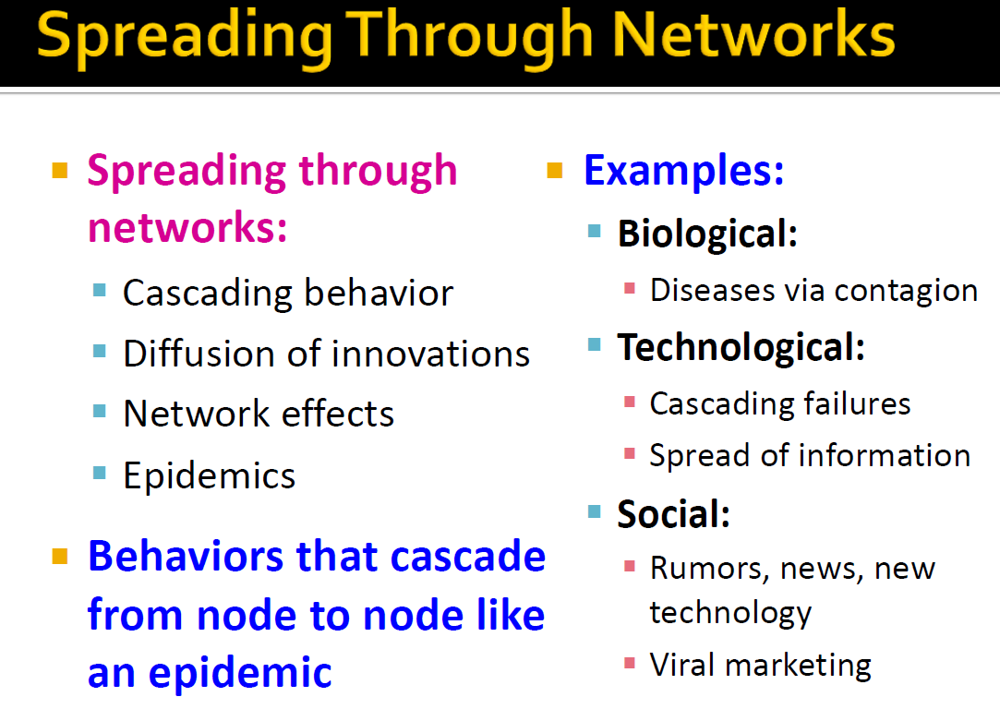 Spreading Through Networks
Spreading through
networks:
Cascading behavior
Diffusion of innovations
Network effects
Epidemics
Behaviors that cascade
from node to node like
an epidemic
Examples:
Biological:
Diseases via contagion
Technological:
Cascading failures
Spread of information
Social:
Rumors, news, new
technology
Viral marketing